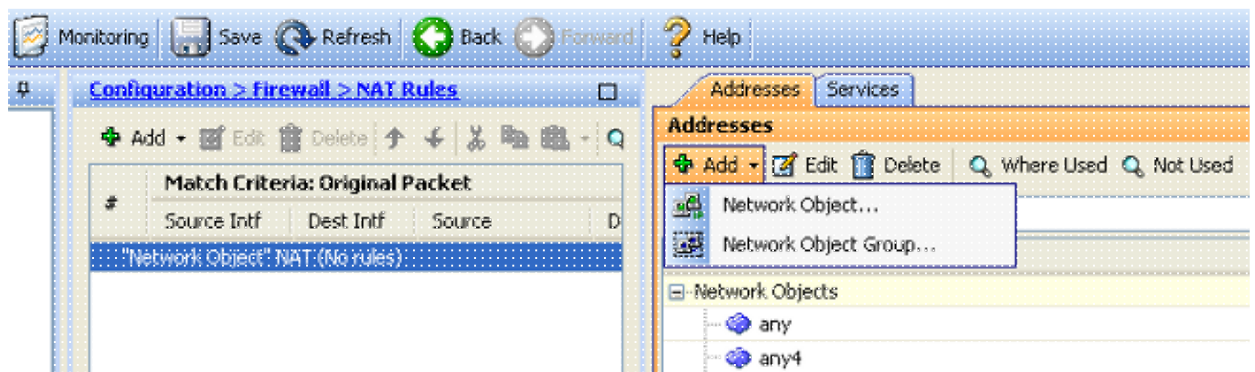 Monitoring Save Refresh Back Forward Help
Configuration > Firewall > NAT Rules
Add Edit Delete
# Match Criteria: Original Packet
Source Intf Dest Intf Source D
"Network Object" NAT (No rules)
Addresses Services
Addresses
Add Edit Delete Where Used Not Used
Network Object...
Network Object Group...
Network Objects
any
any4